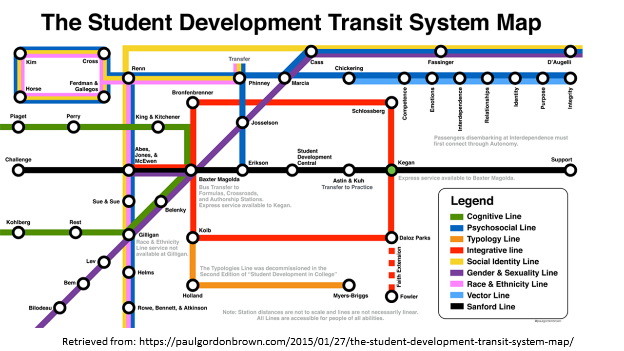 The Student Development Transit System Map
Kim
Cross
Horse
Ferdman &
Gallegos
Renn
Transfer
Phinney
Marcia
Cass
Chickering
Fassinger
D'Augelli
Bronfenbrenner
Schlossberg
Competence
Emotions
Interdependence
Relationships
Identity
Purpose
Integrity
Passengers disembarking at Interdependence must
first connect through Autonomy.
Piaget
Perry
King & Kitchener
Josselson
Challenge
Abes,
Jones, &
McEwen
Baxter Magolda
Bus Transfer to
Formulas, Crossroads,
and Authorship Stations.
Express service available to Kegan.
Erikson
Student
Development
Central
Astin & Kuh
Transfer to Practice
Kegan
Express service available to Baxter Magolda.
Support
Sue & Sue
Belenky
Kohlberg
Rest
Gilligan
Race & Ethnicity
Line service not
available at Gilligan.
Kolb
Daloz Parks
Lev
Bem
Bilodeau
Helms
Rowe, Bennett, & Atkinson
The Typologies Line was decommissioned in the
Second Edition of "Student Development in College"
Holland
Myers-Briggs
Faith Extension
Fowler
Note: Station distances are not to scale and lines are not necessarily linear.
All Lines are accessible for people of all abilities.
Legend
Cognitive Line
Psychosocial Line
Typology Line
Integrative line
Social Identity Line
Gender & Sexuality Line
Race & Ethnicity Line
Vector Line
Sanford Line
Retrieved from: https://paulgordonbrown.com/2015/01/27/the-student-development-transit-system-map/